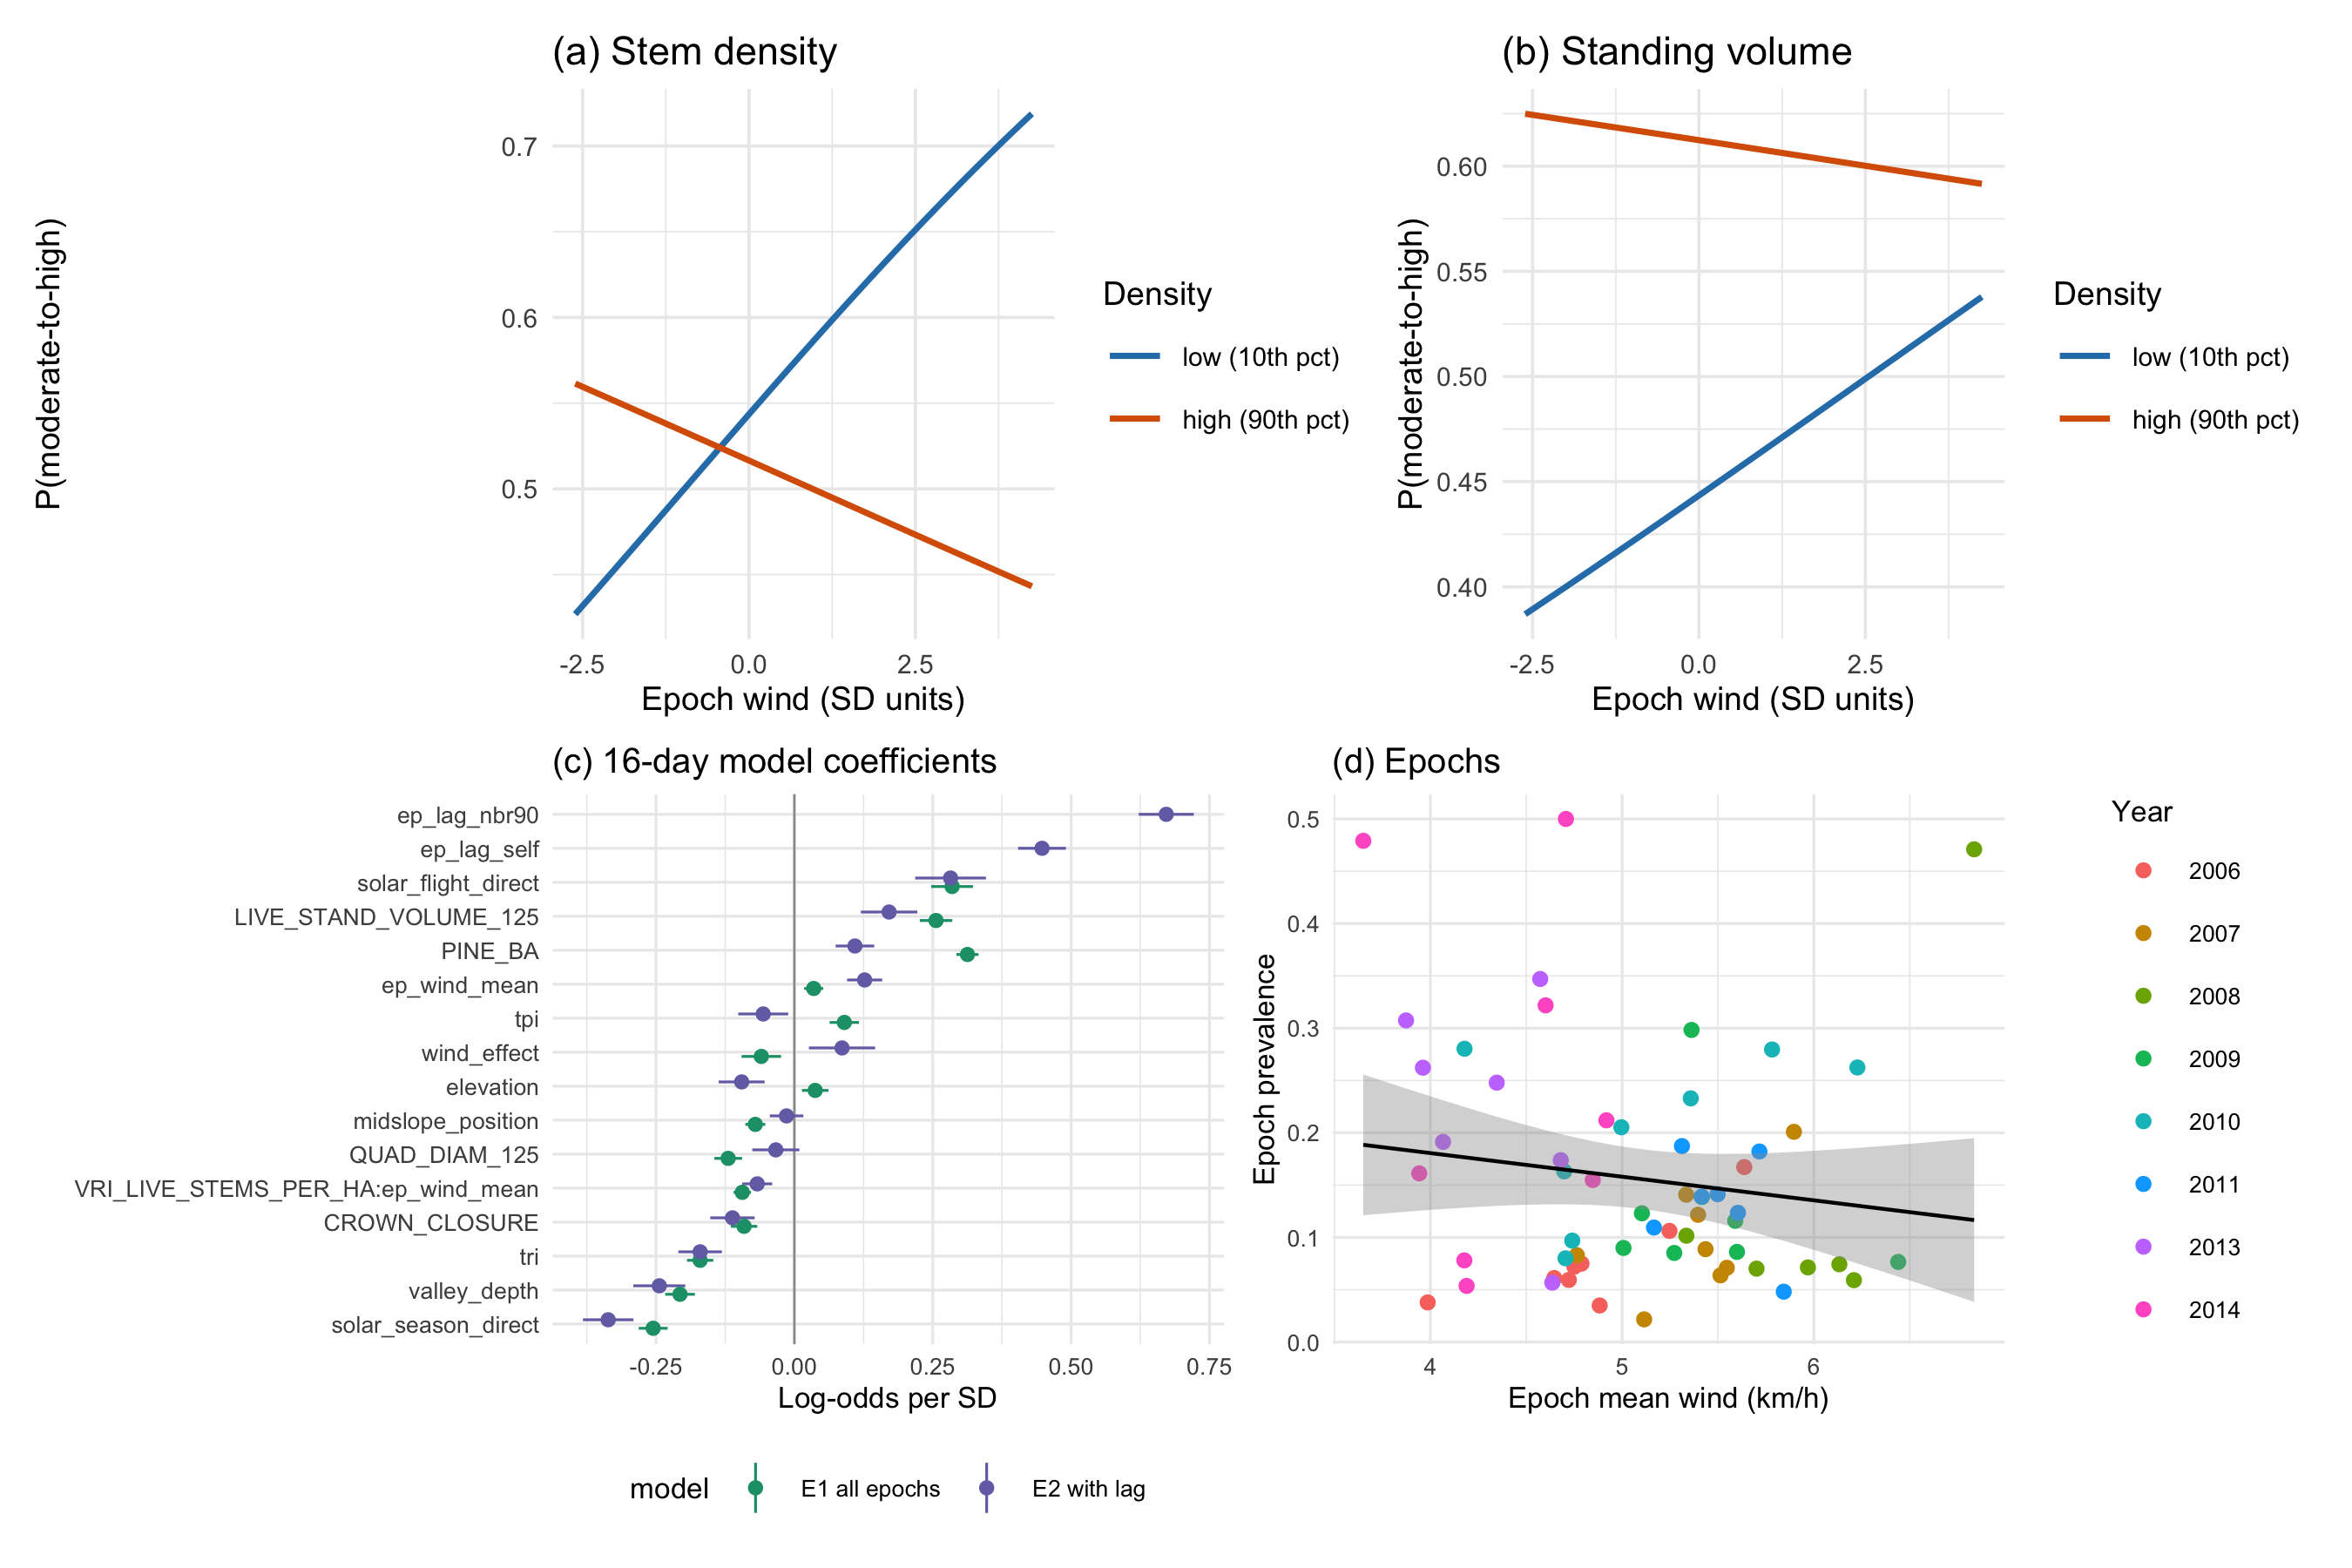 (a) Stem density
P(moderate-to-high)
0.7
0.6
0.5
-2.5 0.0 2.5
Epoch wind (SD units)
Density
low (10th pct)
high (90th pct)
(b) Standing volume
P(moderate-to-high)
0.60
0.55
0.50
0.45
0.40
-2.5 0.0 2.5
Epoch wind (SD units)
Density
low (10th pct)
high (90th pct)
(c) 16-day model coefficients
ep_lag_nbr90
ep_lag_self
solar_flight_direct
LIVE_STAND_VOLUME_125
PINE_BA
ep_wind_mean
tpi
wind_effect
elevation
midslope_position
QUAD_DIAM_125
VRI_LIVE_STEMS_PER_HA:ep_wind_mean
CROWN_CLOSURE
tri
valley_depth
solar_season_direct
-0.25 0.00 0.25 0.50 0.75
Log-odds per SD
model E1 all epochs E2 with lag
(d) Epochs
Epoch prevalence
0.5
0.4
0.3
0.2
0.1
0.0
4 5 6
Epoch mean wind (km/h)
Year
2006
2007
2008
2009
2010
2011
2013
2014